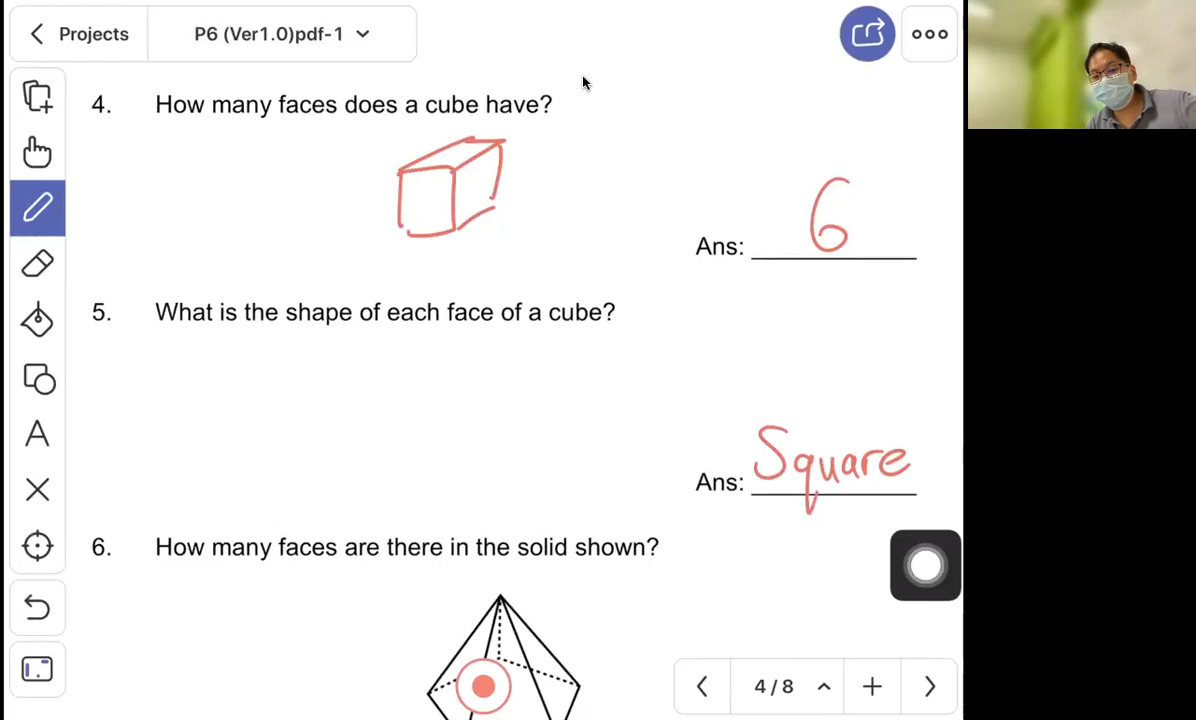 Projects
P6 (Ver1.0)pdf-1
4. How many faces does a cube have?
Ans: 6
5. What is the shape of each face of a cube?
Ans: Square
6. How many faces are there in the solid shown?
A
4 / 8